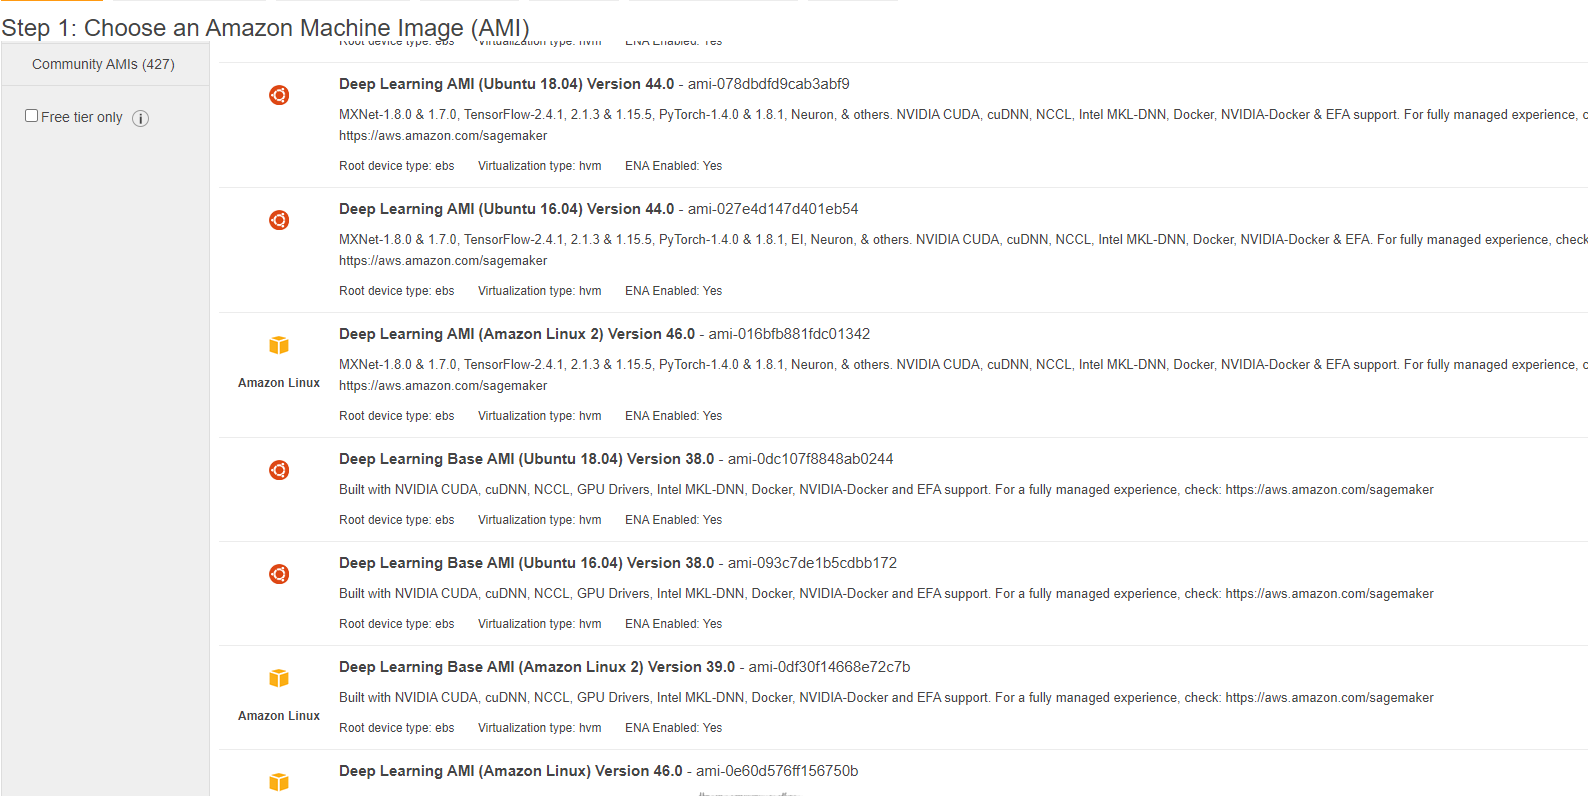 Step 1: Choose an Amazon Machine Image (AMI)
Root device type: ebs Virtualization type: hvm ENA Enabled: Yes
Community AMIs (427)
Free tier only
Deep Learning AMI (Ubuntu 18.04) Version 44.0 - ami-078dbdfd9cab3abf9
MXNet-1.8.0 & 1.7.0, TensorFlow-2.4.1, 2.1.3 & 1.15.5, PyTorch-1.4.0 & 1.8.1, Neuron, & others. NVIDIA CUDA, cuDNN, NCCL, Intel MKL-DNN, Docker, NVIDIA-Docker & EFA support. For fully managed experience, c
https://aws.amazon.com/sagemaker
Root device type: ebs Virtualization type: hvm ENA Enabled: Yes
Deep Learning AMI (Ubuntu 16.04) Version 44.0 - ami-027e4d147d401eb54
MXNet-1.8.0 & 1.7.0, TensorFlow-2.4.1, 2.1.3 & 1.15.5, PyTorch-1.4.0 & 1.8.1, EI, Neuron, & others. NVIDIA CUDA, cuDNN, NCCL, Intel MKL-DNN, Docker, NVIDIA-Docker & EFA. For fully managed experience, check
https://aws.amazon.com/sagemaker
Root device type: ebs Virtualization type: hvm ENA Enabled: Yes
Deep Learning AMI (Amazon Linux 2) Version 46.0 - ami-016bfb881fdc01342
MXNet-1.8.0 & 1.7.0, TensorFlow-2.4.1, 2.1.3 & 1.15.5, PyTorch-1.4.0 & 1.8.1, Neuron, & others. NVIDIA CUDA, cuDNN, NCCL, Intel MKL-DNN, Docker, NVIDIA-Docker & EFA support. For fully managed experience, c
Amazon Linux
https://aws.amazon.com/sagemaker
Root device type: ebs Virtualization type: hvm ENA Enabled: Yes
Deep Learning Base AMI (Ubuntu 18.04) Version 38.0 - ami-0dc107f8848ab0244
Built with NVIDIA CUDA, cuDNN, NCCL, GPU Drivers, Intel MKL-DNN, Docker, NVIDIA-Docker and EFA support. For a fully managed experience, check: https://aws.amazon.com/sagemaker
Root device type: ebs Virtualization type: hvm ENA Enabled: Yes
Deep Learning Base AMI (Ubuntu 16.04) Version 38.0 - ami-093c7de1b5cdbb172
Built with NVIDIA CUDA, cuDNN, NCCL, GPU Drivers, Intel MKL-DNN, Docker, NVIDIA-Docker and EFA support. For a fully managed experience, check: https://aws.amazon.com/sagemaker
Root device type: ebs Virtualization type: hvm ENA Enabled: Yes
Deep Learning Base AMI (Amazon Linux 2) Version 39.0 - ami-0df30f14668e72c7b
Built with NVIDIA CUDA, cuDNN, NCCL, GPU Drivers, Intel MKL-DNN, Docker, NVIDIA-Docker and EFA support. For a fully managed experience, check: https://aws.amazon.com/sagemaker
Amazon Linux
Root device type: ebs Virtualization type: hvm ENA Enabled: Yes
Deep Learning AMI (Amazon Linux) Version 46.0 - ami-0e60d576ff156750b